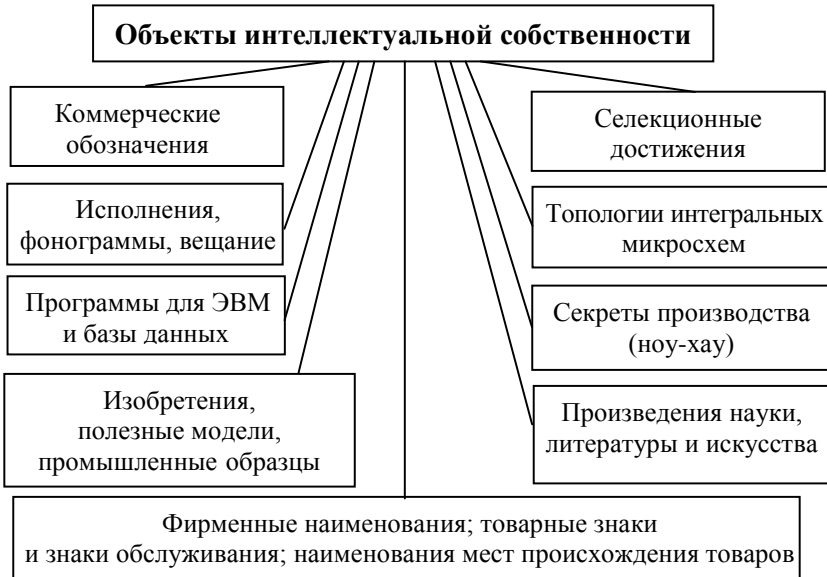 Объекты интеллектуальной собственности
Коммерческие
обозначения
Селекционные
достижения
Исполнения,
фонограммы, вещание
Топологии интегральных
микросхем
Программы для ЭВМ
и базы данных
Секреты производства
(ноу-хау)
Изобретения,
полезные модели,
промышленные образцы
Произведения науки,
литературы и искусства
Фирменные наименования; товарные знаки
и знаки обслуживания; наименования мест происхождения товаров